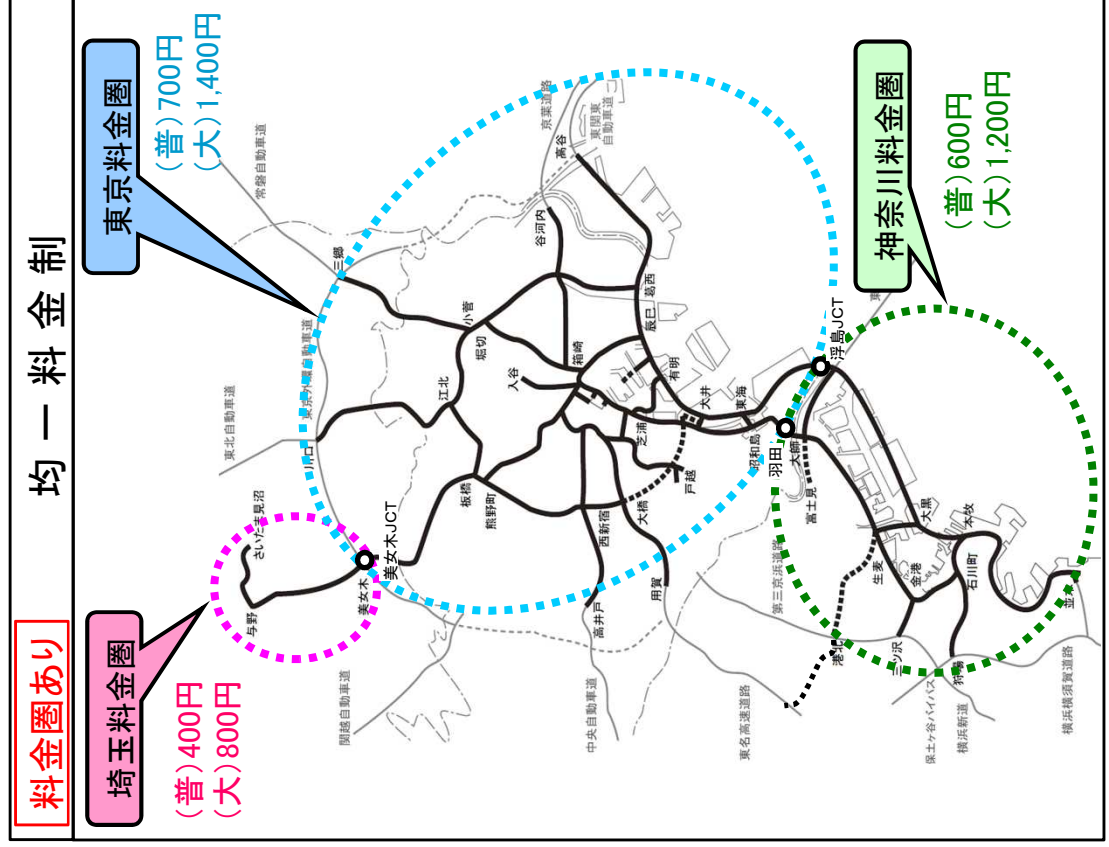 料金圏あり
均一料金制
埼玉料金圏
(普)400円
(大)800円
東京料金圏
(普)700円
(大)1,400円
神奈川料金圏
(普)600円
(大)1,200円
東北自動車道
常磐自動車道
東京外環自動車道
関越自動車道
中央自動車道
東名高速道路
第三京浜道路
保土ヶ谷バイパス
横浜新道
横浜横須賀道路
京葉道路
東関東
自動車道
さいたま見沼
与野
美女木
美女木JCT
川口
三郷
江北
小菅
堀切
板橋
熊野町
入谷
箱崎
谷河内
高谷
葛西
辰巳
有明
西新宿
高井戸
用賀
大橋
芝浦
戸越
大井
東海
昭和島
羽田
大師
浮島JCT
富士見
生麦
大黒
金港
本牧
石川町
港北
三ツ沢
狩場